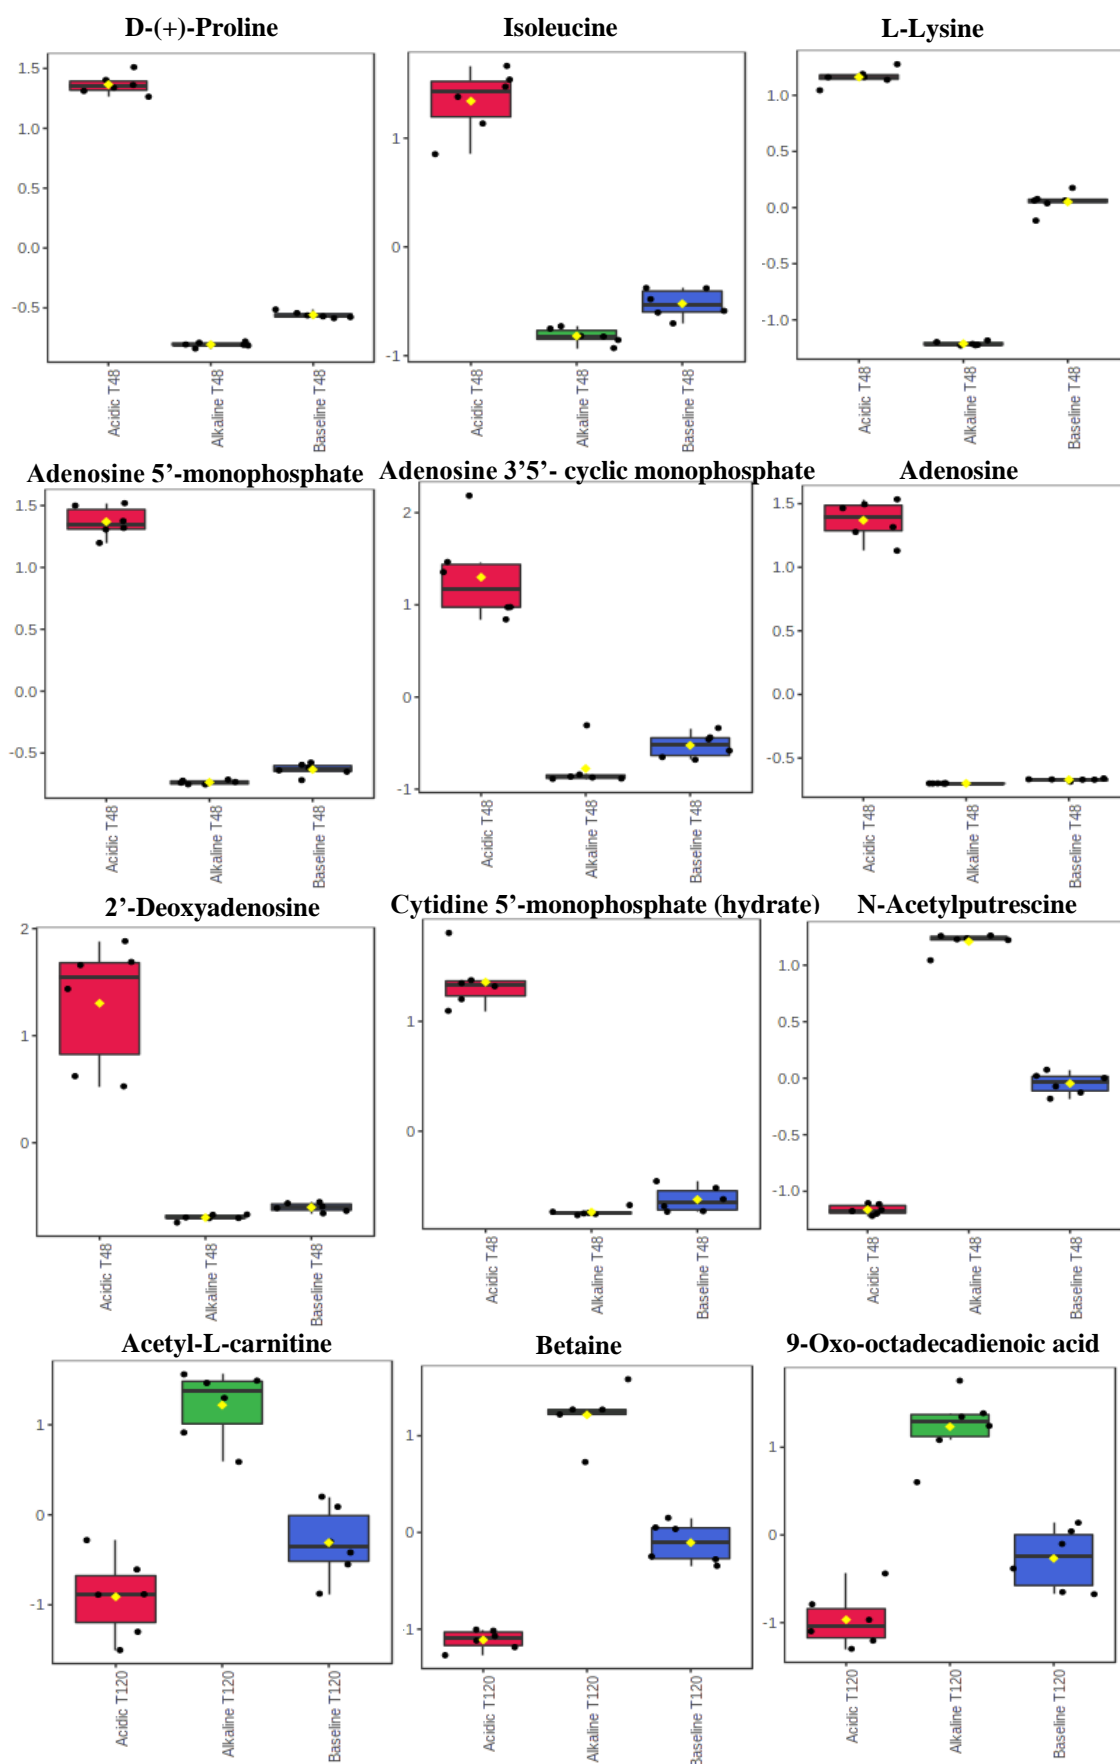 D-(+)-Proline
Isoleucine
L-Lysine
1.5
1.0
0.5
0.0
-0.5
1
0
-1
1.0
0.5
0.0
-0.5
-1.0
Acidic T48
Alkaline T48
Baseline T48
Acidic T48
Alkaline T48
Baseline T48
Acidic T48
Alkaline T48
Baseline T48
Adenosine 5’-monophosphate
Adenosine 3’5’- cyclic monophosphate
Adenosine
1.5
1.0
0.5
0.0
-0.5
2
1
0
-1
1.5
1.0
0.5
0.0
-0.5
Acidic T48
Alkaline T48
Baseline T48
Acidic T48
Alkaline T48
Baseline T48
Acidic T48
Alkaline T48
Baseline T48
2’-Deoxyadenosine
Cytidine 5’-monophosphate (hydrate)
N-Acetylputrescine
2
1
0
1
0
1.0
0.5
0.0
-0.5
-1.0
Acidic T48
Alkaline T48
Baseline T48
Acidic T48
Alkaline T48
Baseline T48
Acidic T48
Alkaline T48
Baseline T48
Acetyl-L-carnitine
Betaine
9-Oxo-octadecadienoic acid
1
0
-1
1
0
-1
1
0
-1
Acidic T120
Alkaline T120
Baseline T120
Acidic T120
Alkaline T120
Baseline T120
Acidic T120
Alkaline T120
Baseline T120